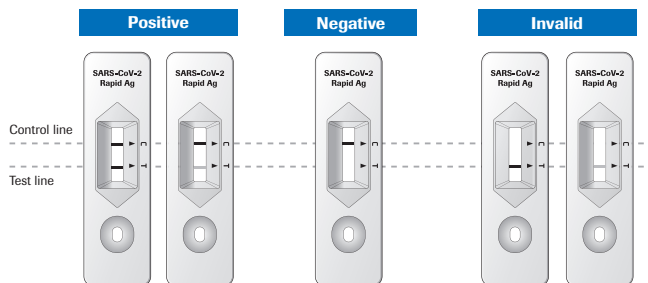 Positive
Negative
Invalid
SARS-CoV-2
Rapid Ag
SARS-CoV-2
Rapid Ag
SARS-CoV-2
Rapid Ag
SARS-CoV-2
Rapid Ag
SARS-CoV-2
Rapid Ag
Control line
C
C
C
C
C
T
T
T
T
T
Test line